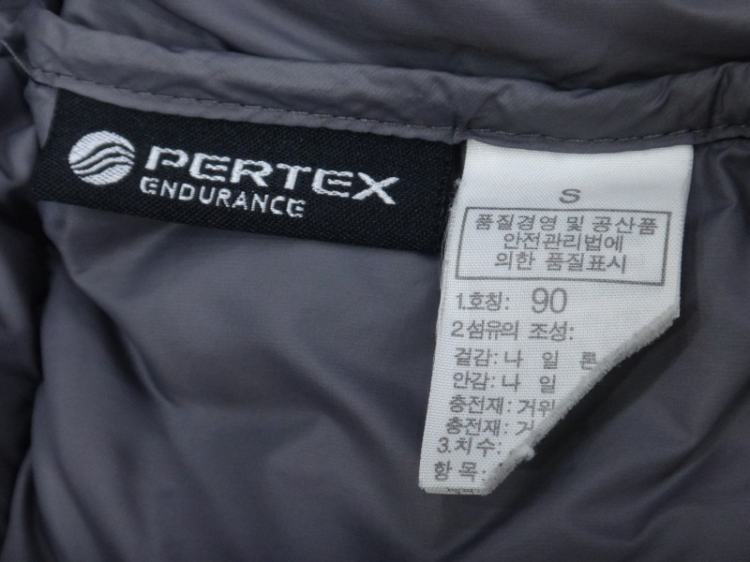 PERTEX
ENDURANCE
S
품질경영 및 공산품
안전관리법에
의한 품질표시
1.호칭: 90
2 섬유의 조성:
겉감: 나 일 론
안감: 나 일
충전재: 거위
충전재:
3.치수:
항 목: